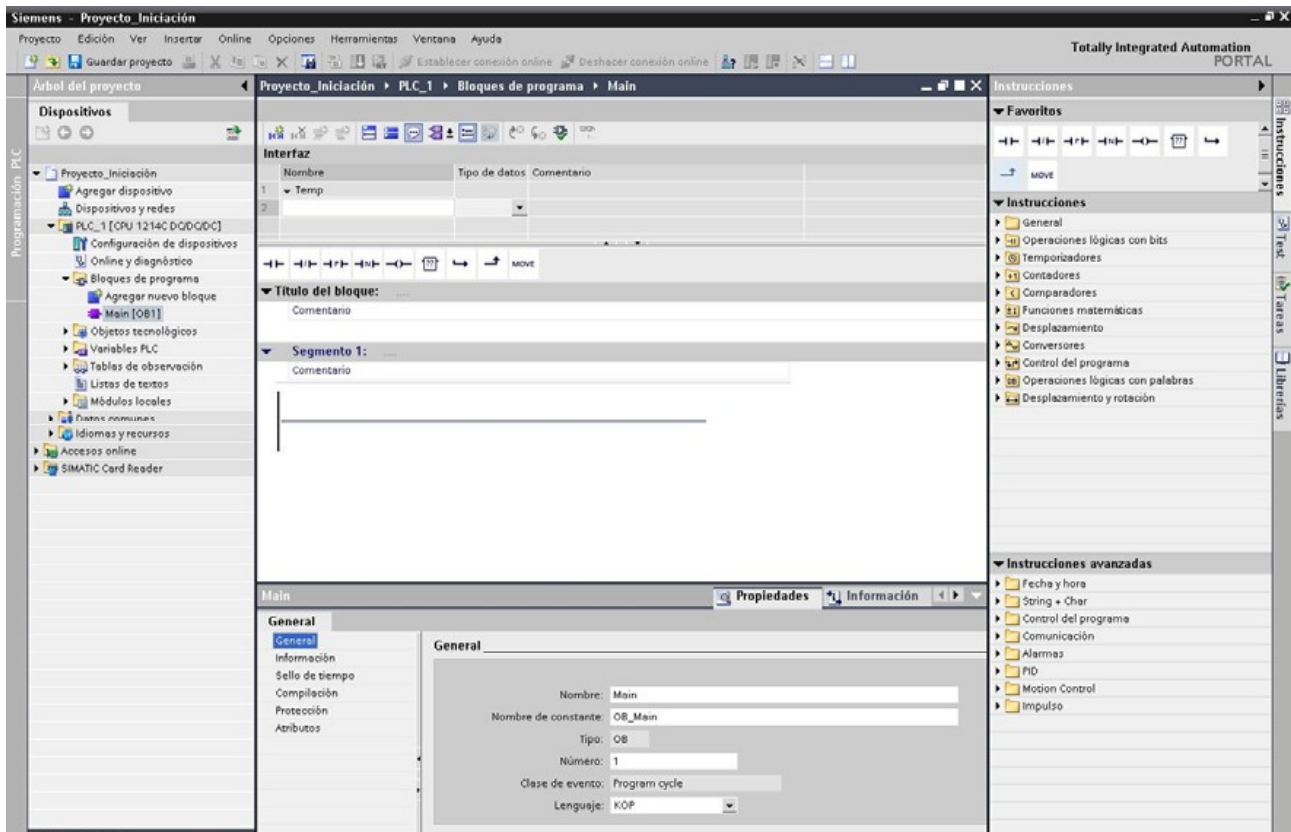 Siemens - Proyecto_Iniciación
Proyecto Edición Ver Insertar Online Opciones Herramientas Ventana Ayuda
Totally Integrated Automation
PORTAL
Guardar proyecto Establecer conexión online Deshacer conexión online
Árbol del proyecto
Dispositivos
Programación PLC
Proyecto_Iniciación
Agregar dispositivo
Dispositivos y redes
PLC_1 [CPU 1214C DC/DC/DC]
Configuración de dispositivos
Online y diagnóstico
Bloques de programa
Agregar nuevo bloque
Main [OB1]
Objetos tecnológicos
Variables PLC
Tablas de observación
Listas de textos
Módulos locales
Datos comunes
Idiomas y recursos
Accesos online
SIMATIC Card Reader
Proyecto_Iniciación PLC_1 Bloques de programa Main
Interfaz
Nombre Tipo de datos Comentario
1 Temp
2
MOVE
Título del bloque: .....
Comentario
Segmento 1: .....
Comentario
Main
Propiedades Información
General
General
Información
Sello de tiempo
Compilación
Protección
Atributos
General
Nombre: Main
Nombre de constante: OB_Main
Tipo: OB
Número: 1
Clase de evento: Program cycle
Lenguaje: KOP
Instrucciones
Favoritos
MOVE
Instrucciones
General
Operaciones lógicas con bits
Temporizadores
Contadores
Comparadores
Funciones matemáticas
Desplazamiento
Conversores
Control del programa
Operaciones lógicas con palabras
Desplazamiento y rotación
Instrucciones avanzadas
Fecha y hora
String + Char
Control del programa
Comunicación
Alarmas
PID
Motion Control
Impulso
Instrucciones
Test
Tareas
Librerías